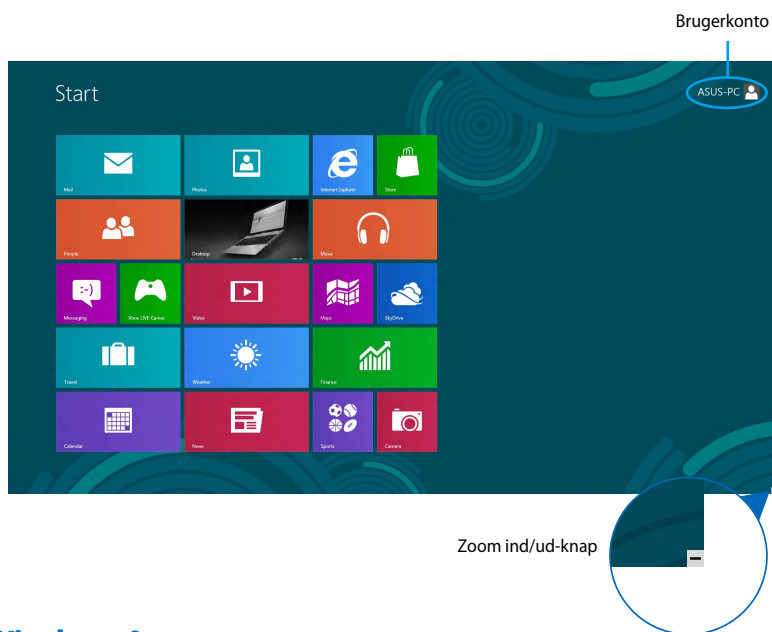 Brugerkonto
Start
ASUS-PC
Mail
Photos
Internet Explorer
Store
People
Desktop
Music
Messaging
Xbox LIVE Games
Video
Maps
SkyDrive
Travel
Weather
Finance
Calendar
News
Sports
Camera
Zoom ind/ud-knap